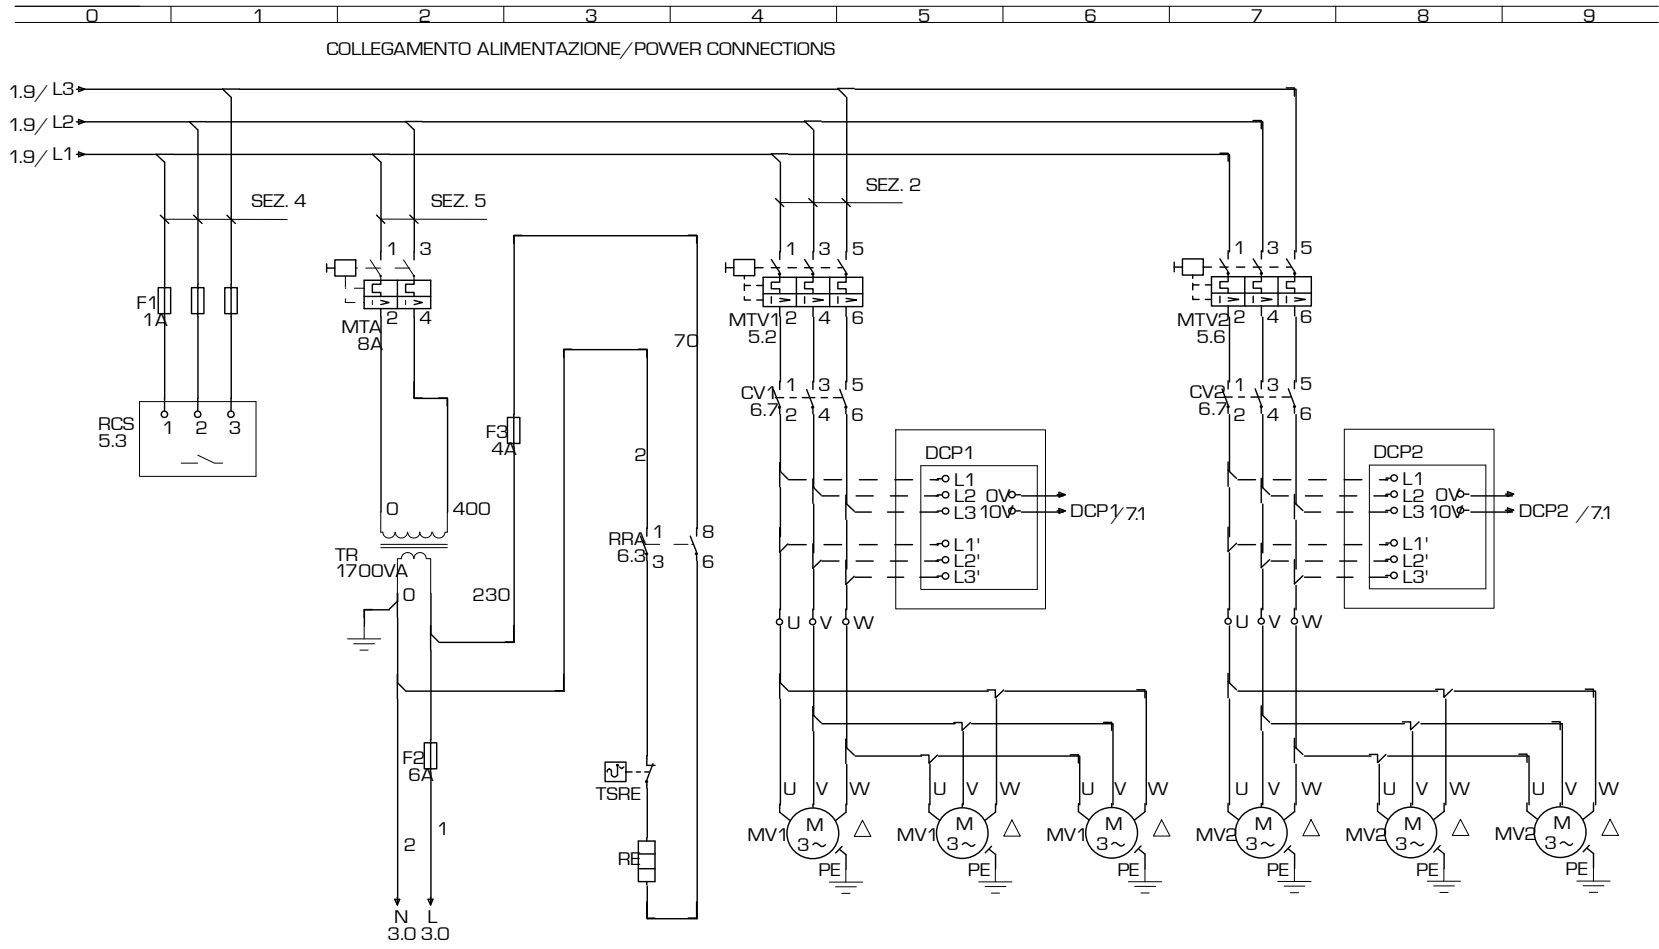 0 1 2 3 4 5 6 7 8 9
COLLEGAMENTO ALIMENTAZIONE/POWER CONNECTIONS
1.9/ L3
1.9/ L2
1.9/ L1
SEZ. 4
SEZ. 5
SEZ. 2
1 3
1 3 5
1 3 5
F1
1A
MTA
8A
2 4
70
MTV1
5.2
2 4 6
MTV2
5.6
2 4 6
CV1
6.7
1 3 5
2 4 6
CV2
6.7
1 3 5
2 4 6
RCS
5.3
1 2 3
F3
4A
2
DCP1
L1
L2 0V
L3 10V
DCP1/7.1
L1'
L2'
L3'
DCP2
L1
L2 0V
L3 10V
DCP2 /7.1
L1'
L2'
L3'
0 400
TR
1700VA
0 230
RRA
6.3
1 8
3 6
U V W
U V W
F2
6A
TSRE
RE
1
2
U V W U V W U V W U V W U V W U V W
MV1 M 3~ MV1 M 3~ MV1 M 3~ MV2 M 3~ MV2 M 3~ MV2 M 3~
PE PE PE PE PE PE
N L
3.0 3.0